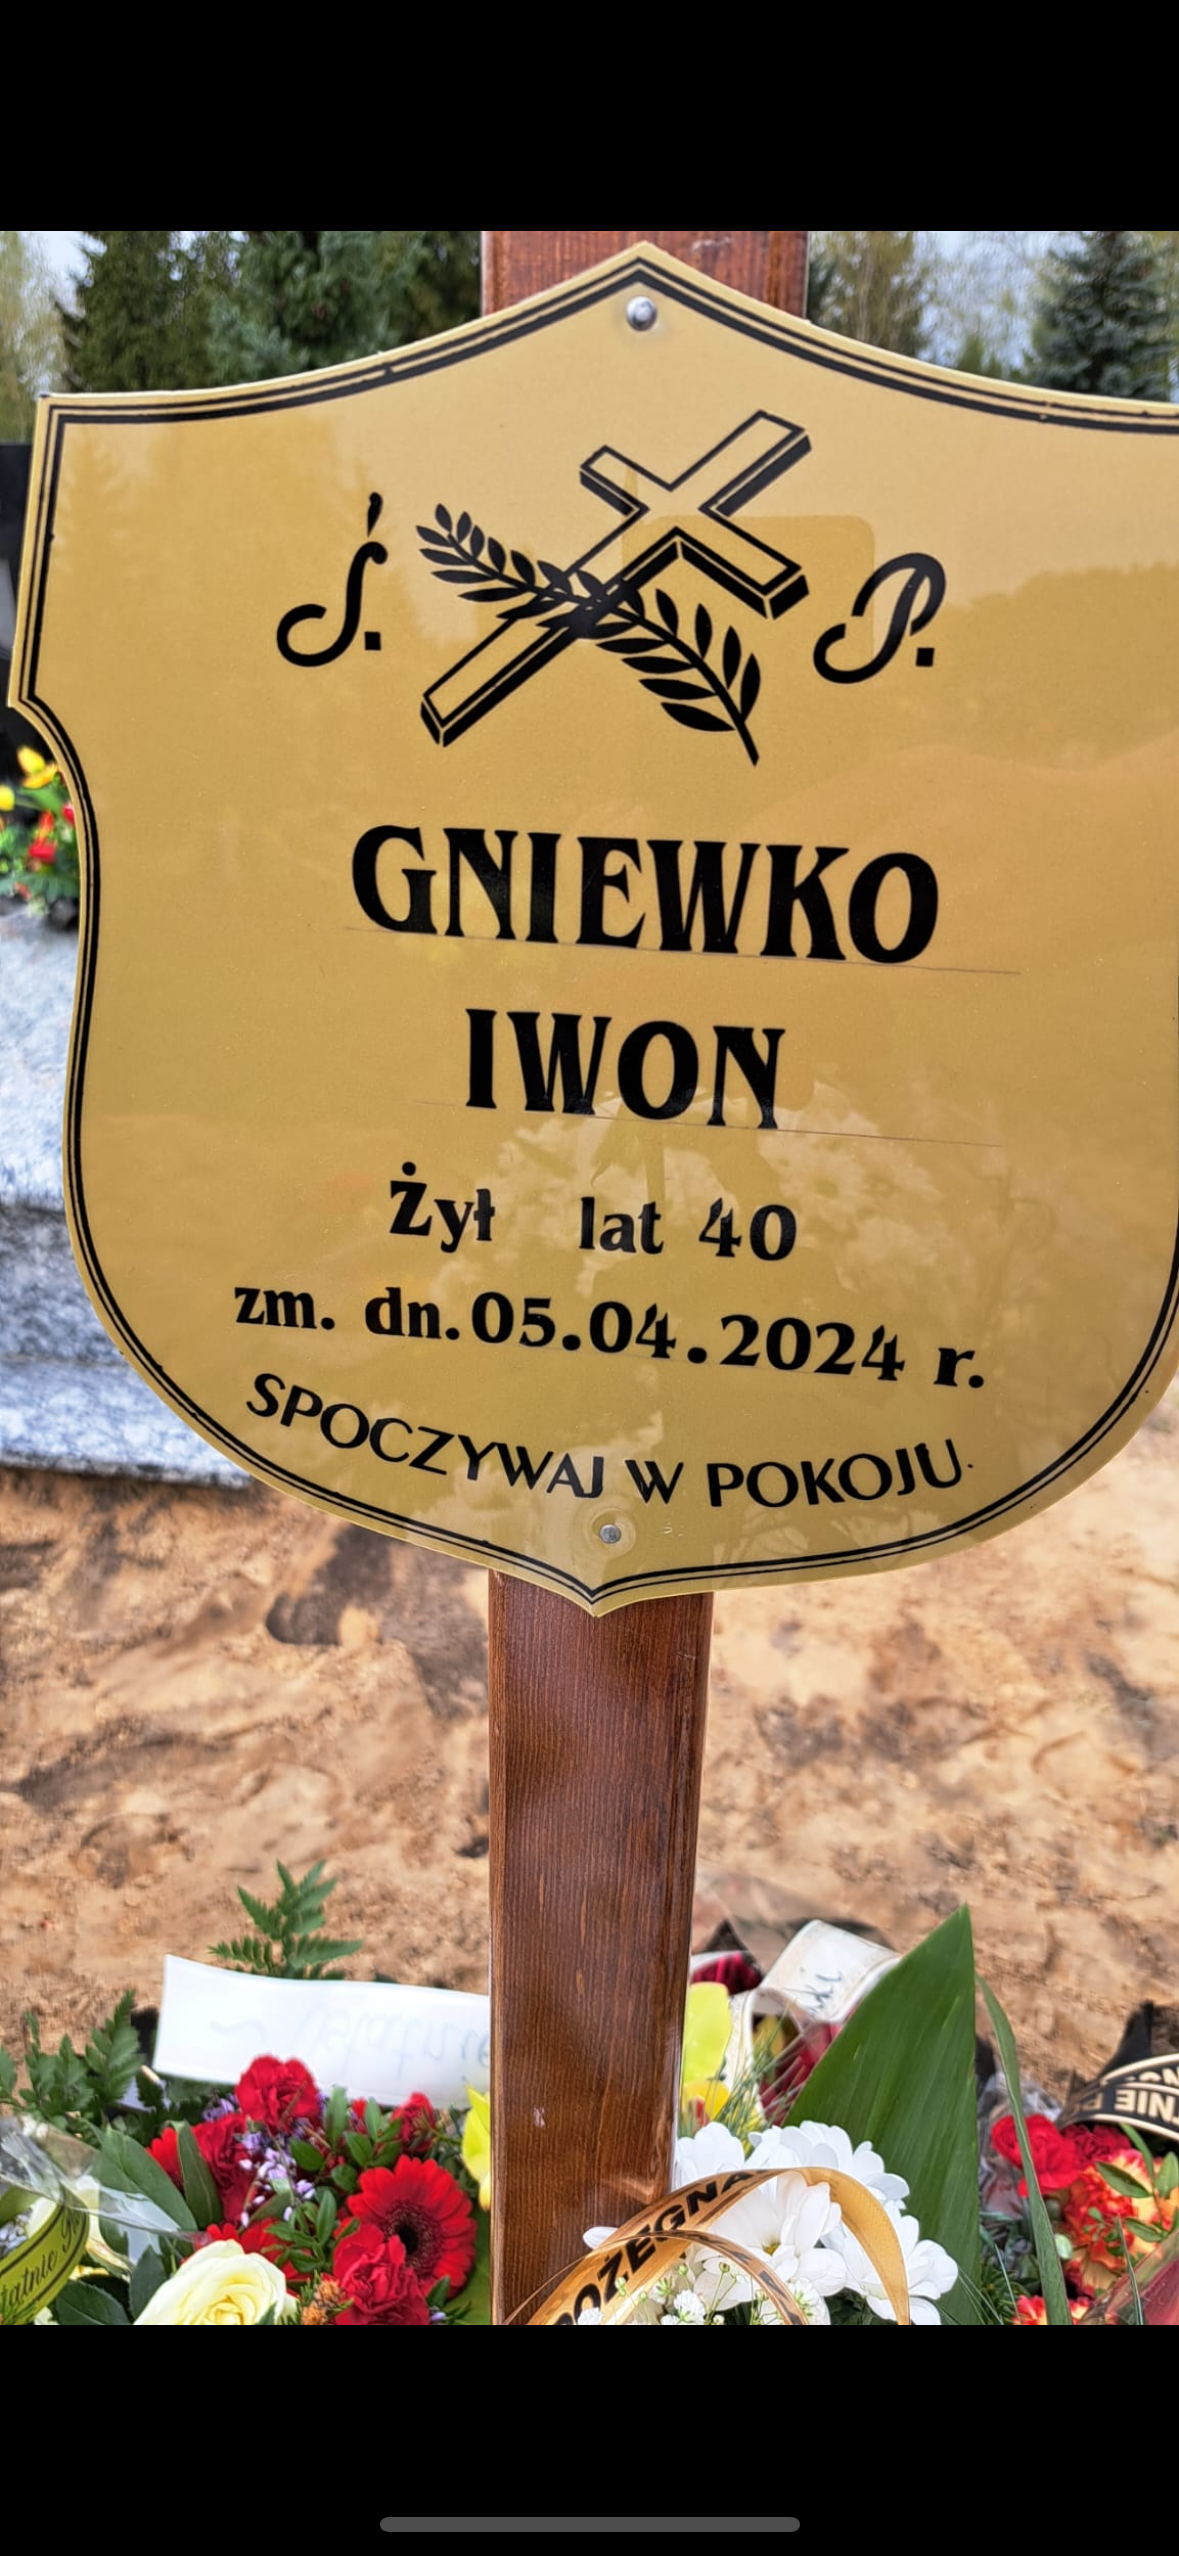 Ś. P.
GNIEWKO
IWON
Żył lat 40
zm. dn. 05.04.2024 r.
SPOCZYWAJ W POKOJU